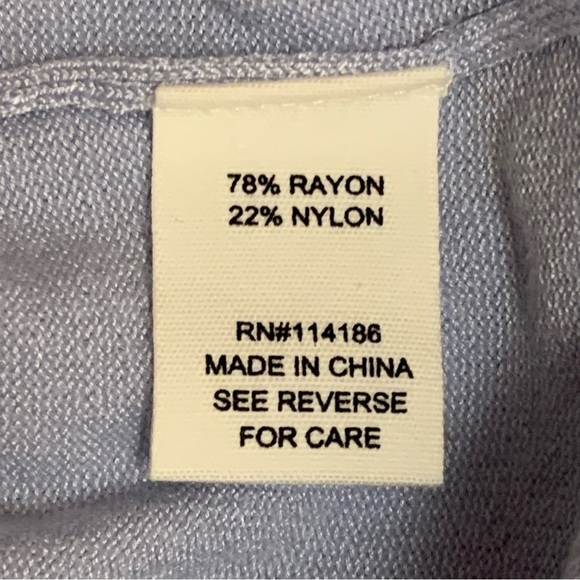 78% RAYON
22% NYLON
RN#114186
MADE IN CHINA
SEE REVERSE
FOR CARE